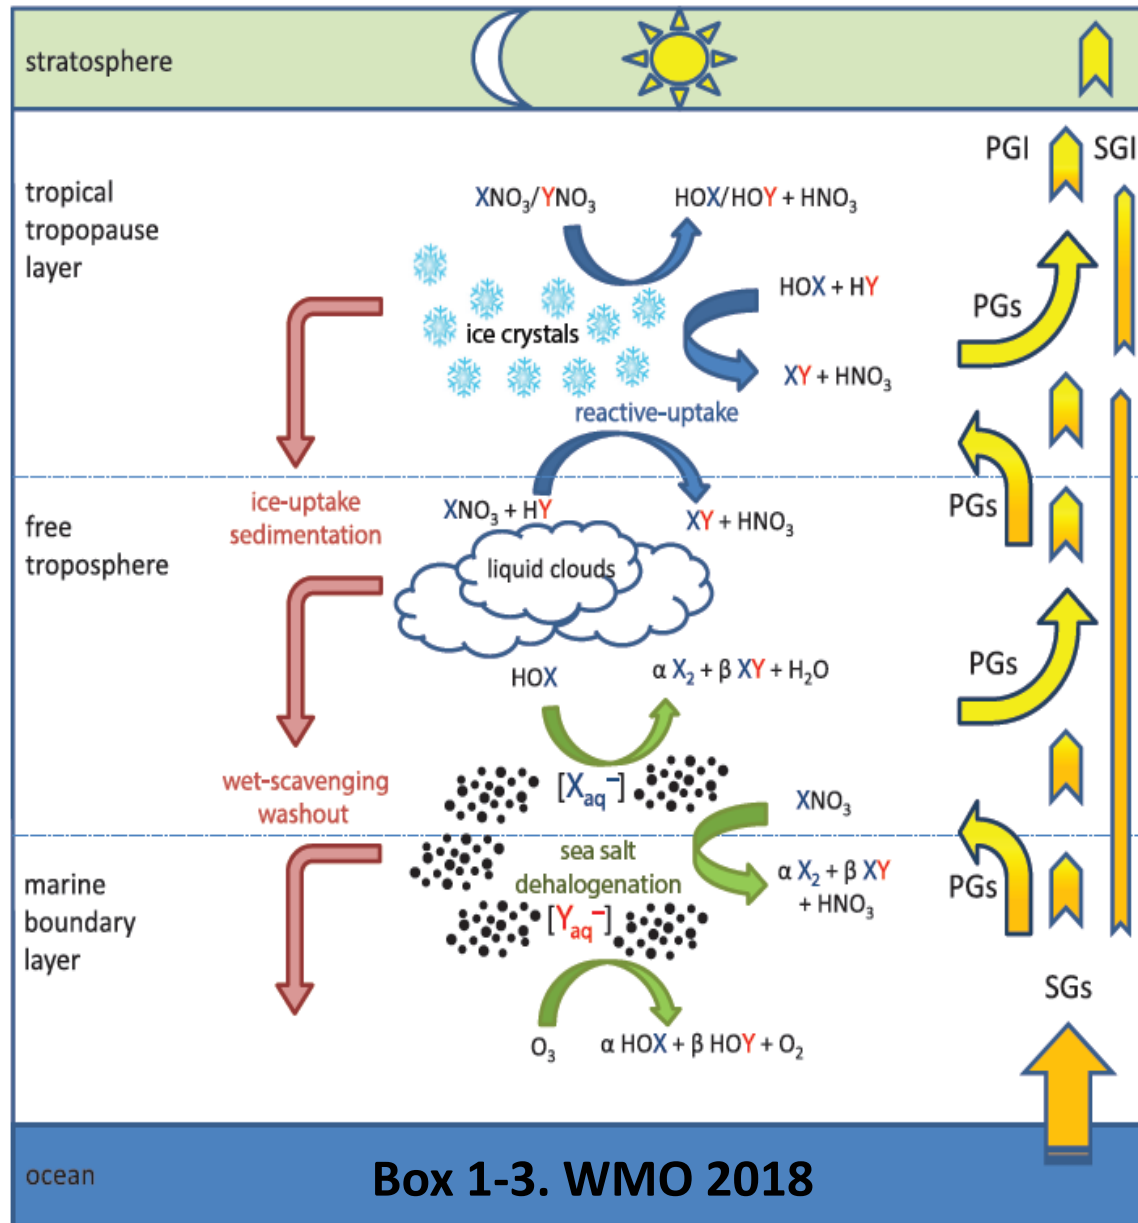 stratosphere
PGI
SGI
tropical
tropopause
layer
XNO₃/YNO₃
HOX/HOY + HNO₃
HOX + HY
PGs
ice crystals
XY + HNO₃
reactive-uptake
ice-uptake
sedimentation
XNO₃ + HY
XY + HNO₃
PGs
free
troposphere
liquid clouds
HOX
α X₂ + β XY + H₂O
PGs
wet-scavenging
washout
[Xaq⁻]
XNO₃
marine
boundary
layer
sea salt
dehalogenation
[Yaq⁻]
α X₂ + β XY
+ HNO₃
PGs
SGs
O₃
α HOX + β HOY + O₂
ocean
Box 1-3. WMO 2018